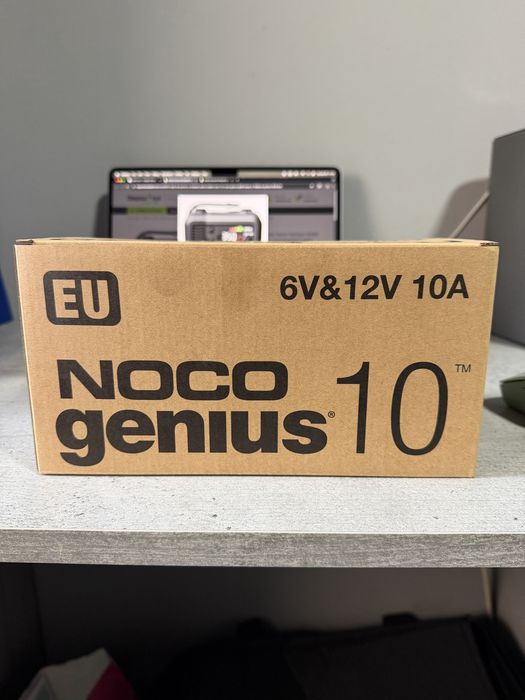 EU
6V&12V 10A
NOCO
genius® 10™